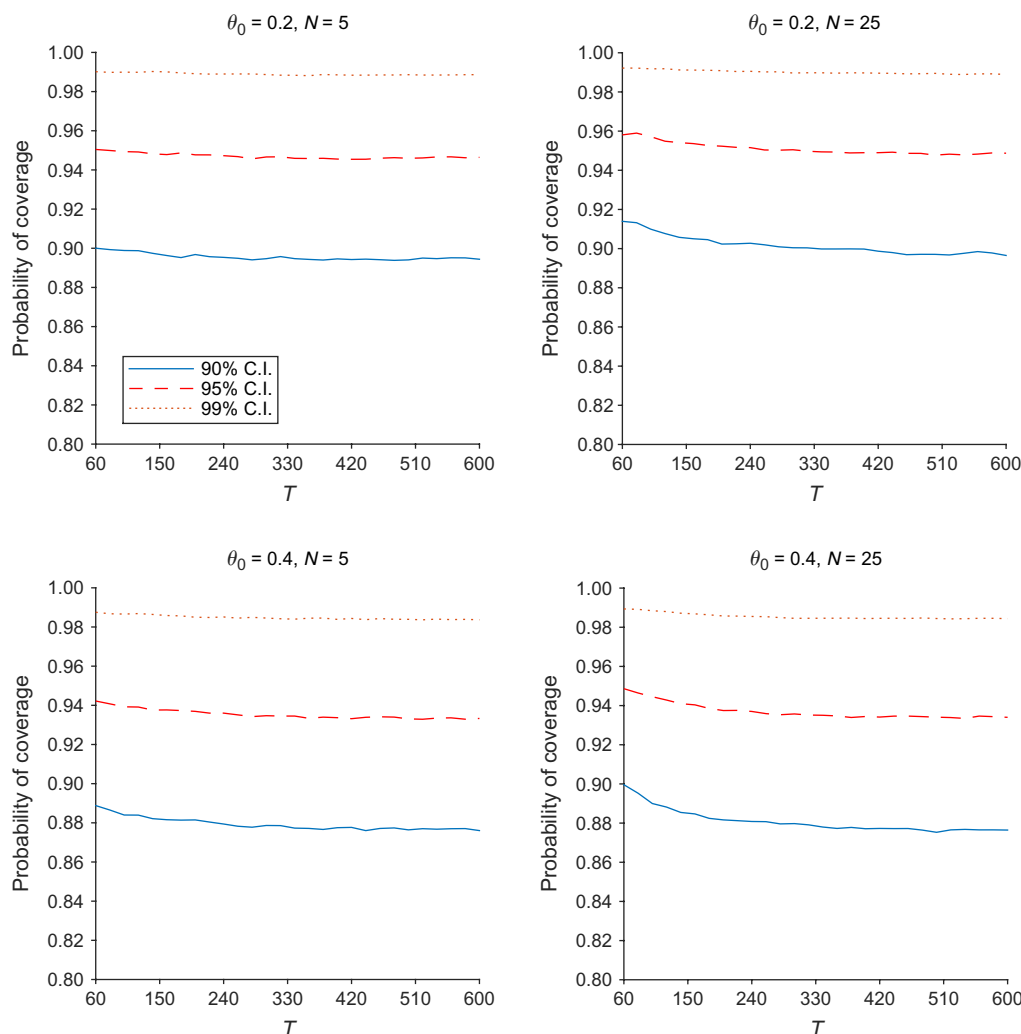 θ0 = 0.2, N = 5
1.00
0.98
0.96
0.94
0.92
0.90
0.88
0.86
0.84
0.82
0.80
Probability of coverage
90% C.I.
95% C.I.
99% C.I.
60 150 240 330 420 510 600
T
θ0 = 0.2, N = 25
1.00
0.98
0.96
0.94
0.92
0.90
0.88
0.86
0.84
0.82
0.80
Probability of coverage
60 150 240 330 420 510 600
T
θ0 = 0.4, N = 5
1.00
0.98
0.96
0.94
0.92
0.90
0.88
0.86
0.84
0.82
0.80
Probability of coverage
60 150 240 330 420 510 600
T
θ0 = 0.4, N = 25
1.00
0.98
0.96
0.94
0.92
0.90
0.88
0.86
0.84
0.82
0.80
Probability of coverage
60 150 240 330 420 510 600
T